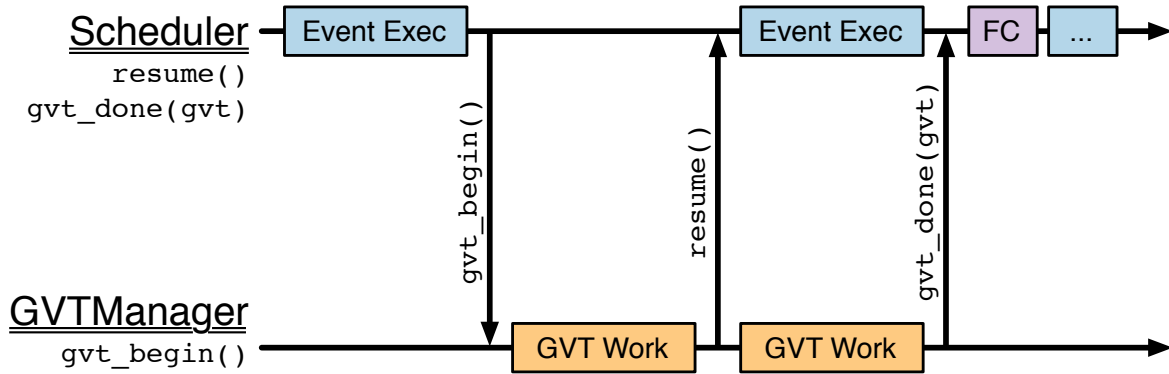 Scheduler
resume()
gvt_done(gvt)
Event Exec
Event Exec
FC
...
gvt_begin()
resume()
gvt_done(gvt)
GVTManager
gvt_begin()
GVT Work
GVT Work